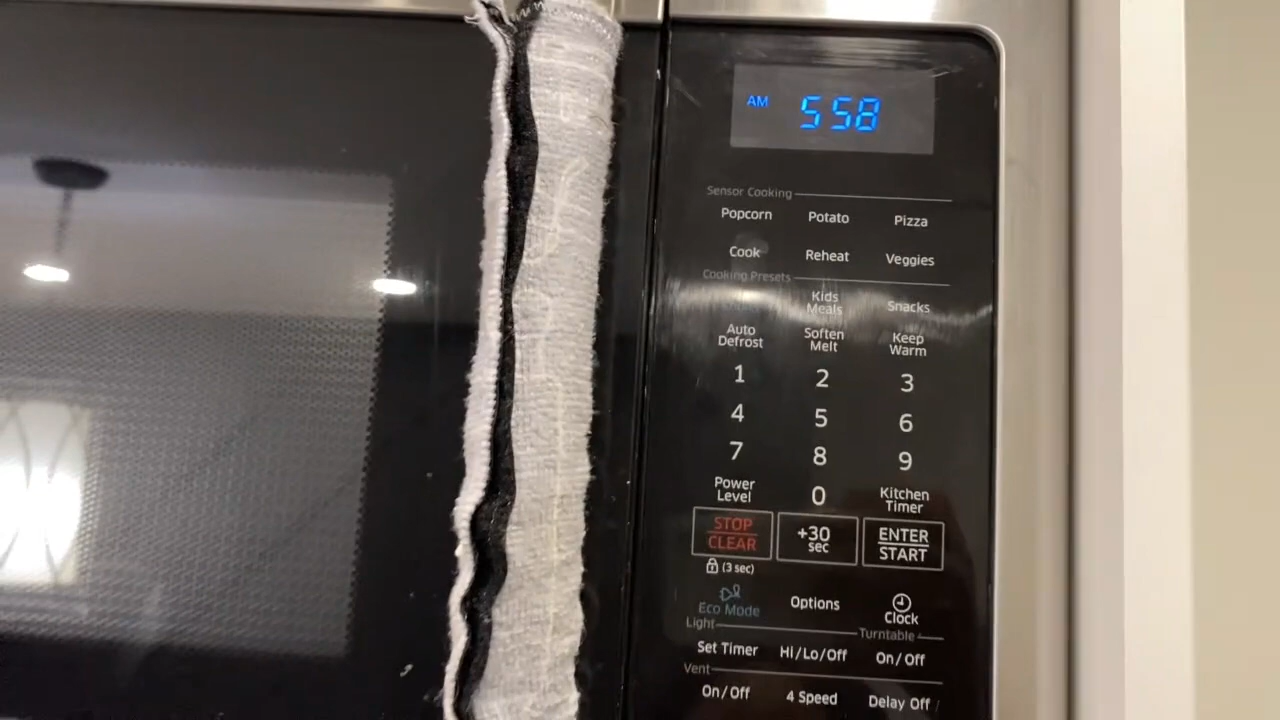 AM 5 58
Sensor Cooking
Popcorn Potato Pizza
Cook Reheat Veggies
Cooking Presets
Kids Meals Snacks
Auto Defrost Soften Melt Keep Warm
1 2 3
4 5 6
7 8 9
Power Level 0 Kitchen Timer
STOP CLEAR +30 sec ENTER START
(3 sec)
Eco Mode Options Clock
Light Turntable
Set Timer Hi/Lo/Off On/Off
Vent
On/Off 4 Speed Delay Off